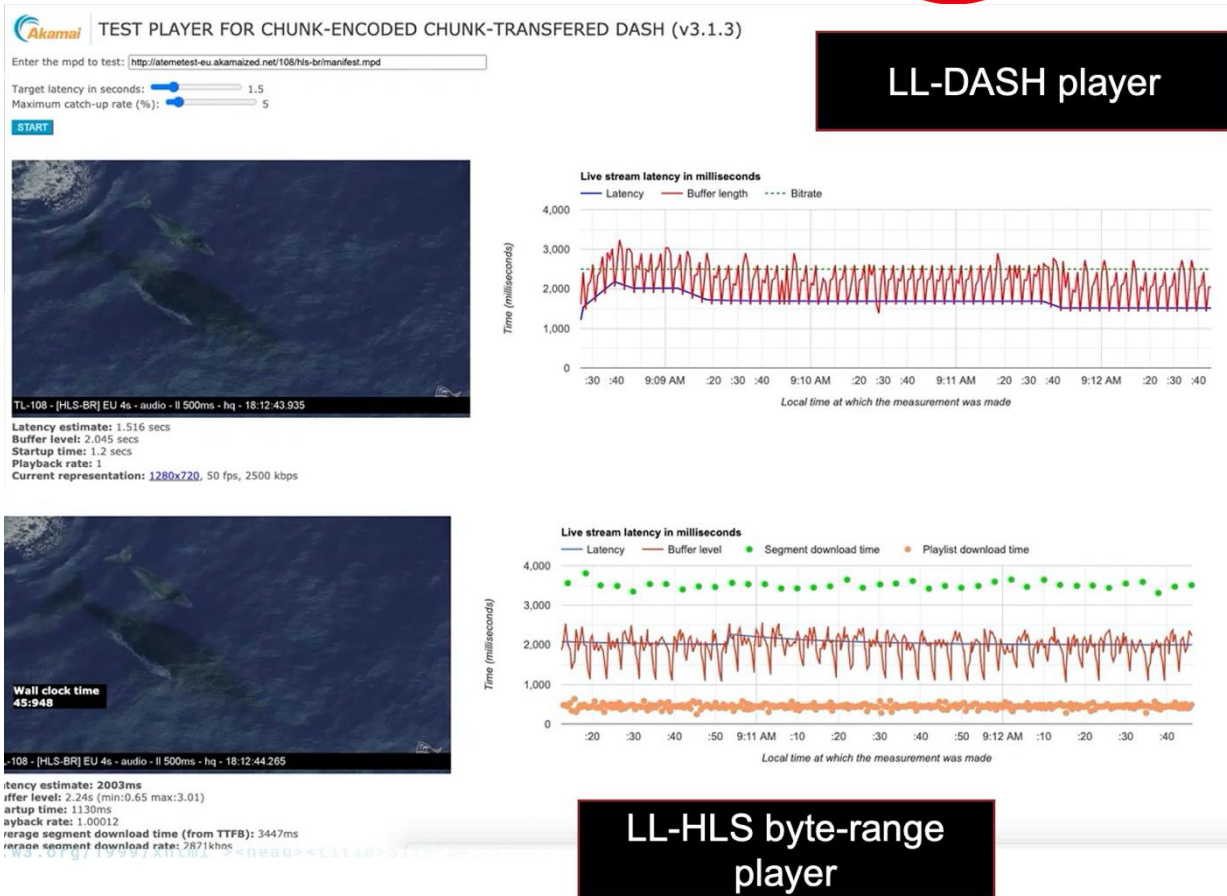 Akamai TEST PLAYER FOR CHUNK-ENCODED CHUNK-TRANSFERED DASH (v3.1.3)
Enter the mpd to test: http://atemetest-eu.akamaized.net/108/hls-br/manifest.mpd
Target latency in seconds: 1.5
Maximum catch-up rate (%): 5
START
LL-DASH player
TL-108 - [HLS-BR] EU 4s - audio - ll 500ms - hq - 18:12:43.935
Latency estimate: 1.516 secs
Buffer level: 2.045 secs
Startup time: 1.2 secs
Playback rate: 1
Current representation: 1280x720, 50 fps, 2500 kbps
Live stream latency in milliseconds
Latency Buffer length Bitrate
4,000
3,000
2,000
1,000
0
Time (milliseconds)
:30 :40 9:09 AM :20 :30 :40 9:10 AM :20 :30 :40 9:11 AM :20 :30 :40 9:12 AM :20 :30 :40
Local time at which the measurement was made
Wall clock time
45:948
-108 - [HLS-BR] EU 4s - audio - ll 500ms - hq - 18:12:44.265
tency estimate: 2003ms
uffer level: 2.24s (min:0.65 max:3.01)
artup time: 1130ms
ayback rate: 1.00012
verage segment download time (from TTFB): 3447ms
verage segment download rate: 2871kbps
Live stream latency in milliseconds
Latency Buffer level Segment download time Playlist download time
4,000
3,000
2,000
1,000
0
Time (milliseconds)
:20 :30 :40 :50 9:11 AM :10 :20 :30 :40 :50 9:12 AM :10 :20 :30 :40
Local time at which the measurement was made
LL-HLS byte-range
player